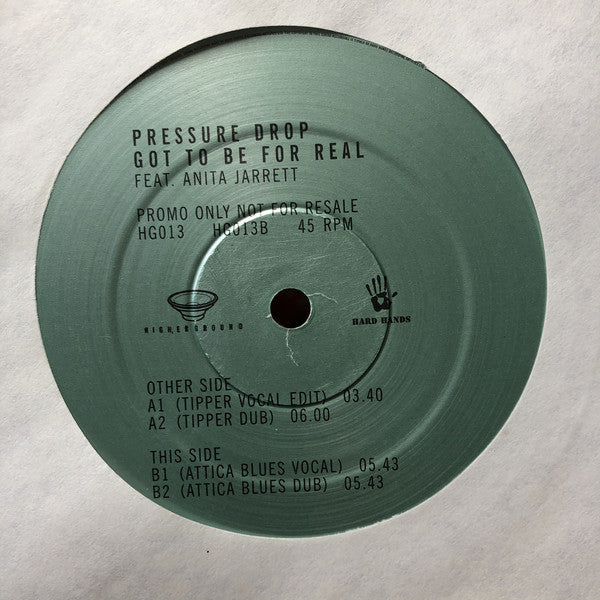 PRESSURE DROP
GOT TO BE FOR REAL
FEAT. ANITA JARRETT
PROMO ONLY NOT FOR RESALE
HG013 HG013B 45 RPM
HIGHERGROUND
HARD HANDS
OTHER SIDE
A1 (TIPPER VOCAL EDIT) 03.40
A2 (TIPPER DUB) 06.00
THIS SIDE
B1 (ATTICA BLUES VOCAL) 05.43
B2 (ATTICA BLUES DUB) 05.43